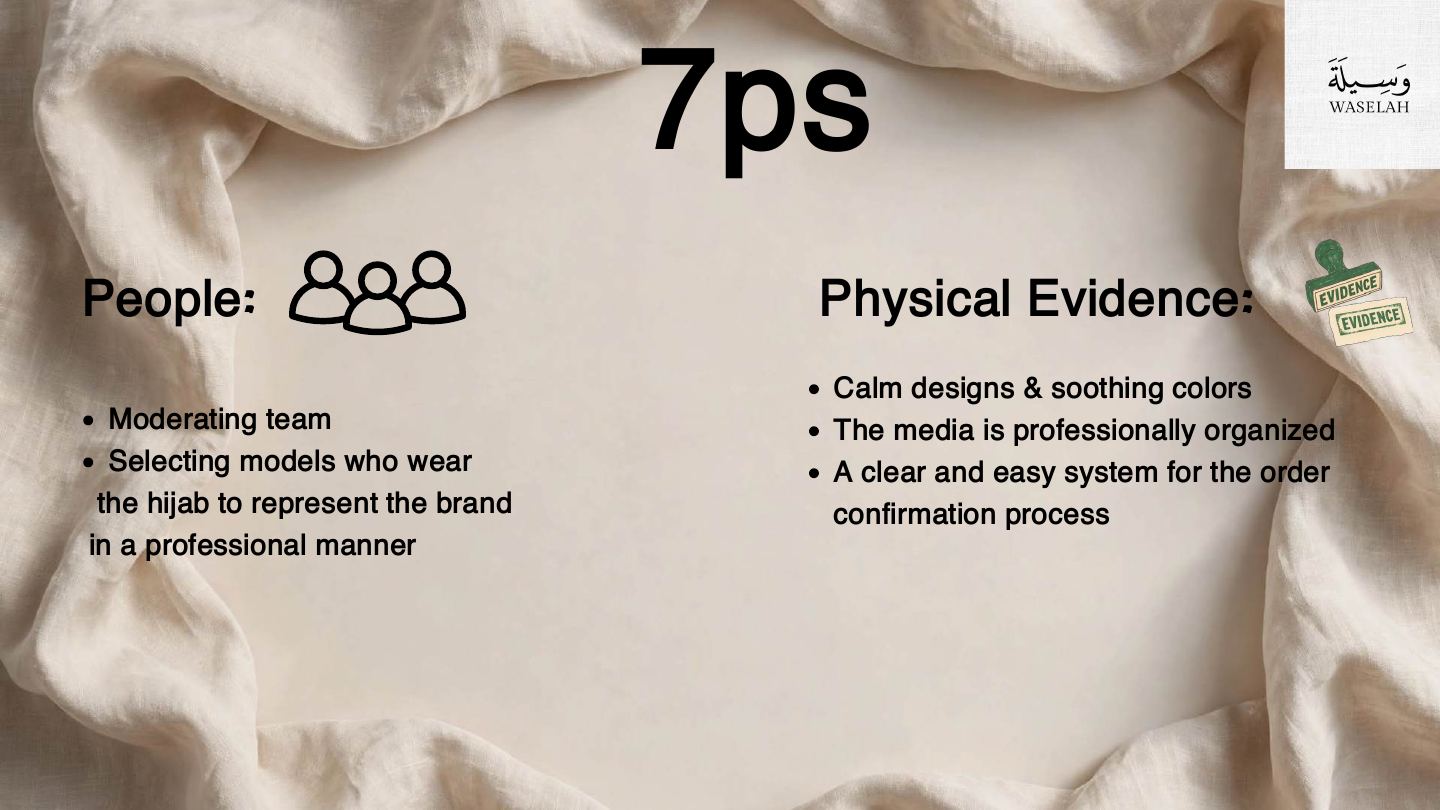 7ps
وَسِيلَة
WASELAH
People:
• Moderating team
• Selecting models who wear
the hijab to represent the brand
in a professional manner
Physical Evidence:
EVIDENCE
EVIDENCE
• Calm designs & soothing colors
• The media is professionally organized
• A clear and easy system for the order
confirmation process